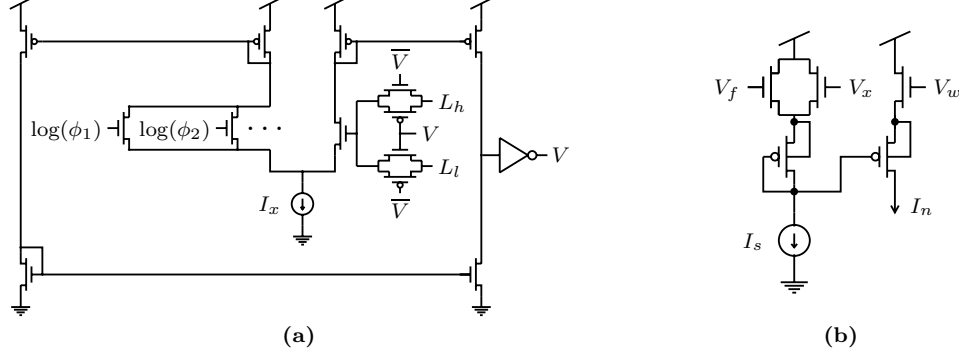 V̅
L_h
V_f
V_x
V_w
log(ϕ₁)
log(ϕ₂)
· · ·
V
V
L_l
I_x
V̅
I_n
I_s
(a)
(b)